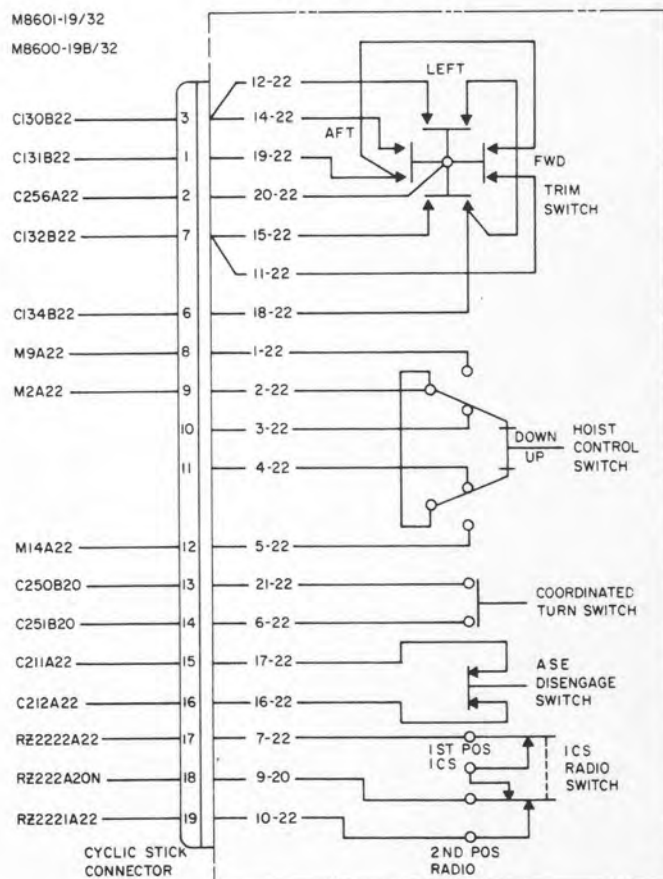 M8601-19/32
M8600-19B/32
LEFT
12-22
C130B22 3 14-22
AFT
C131B22 1 19-22
FWD
C256A22 2 20-22
TRIM
SWITCH
C132B22 7 15-22
11-22
C134B22 6 18-22
M9A22 8 1-22
M2A22 9 2-22
10 3-22
DOWN
UP
HOIST
CONTROL
SWITCH
11 4-22
M14A22 12 5-22
C250B20 13 21-22
COORDINATED
TURN SWITCH
C251B20 14 6-22
C211A22 15 17-22
ASE
DISENGAGE
SWITCH
C212A22 16 16-22
RZ2222A22 17 7-22
1ST POS
ICS
ICS
RADIO
SWITCH
RZ222A20N 18 9-20
RZ2221A22 19 10-22
CYCLIC STICK
CONNECTOR
2ND POS
RADIO